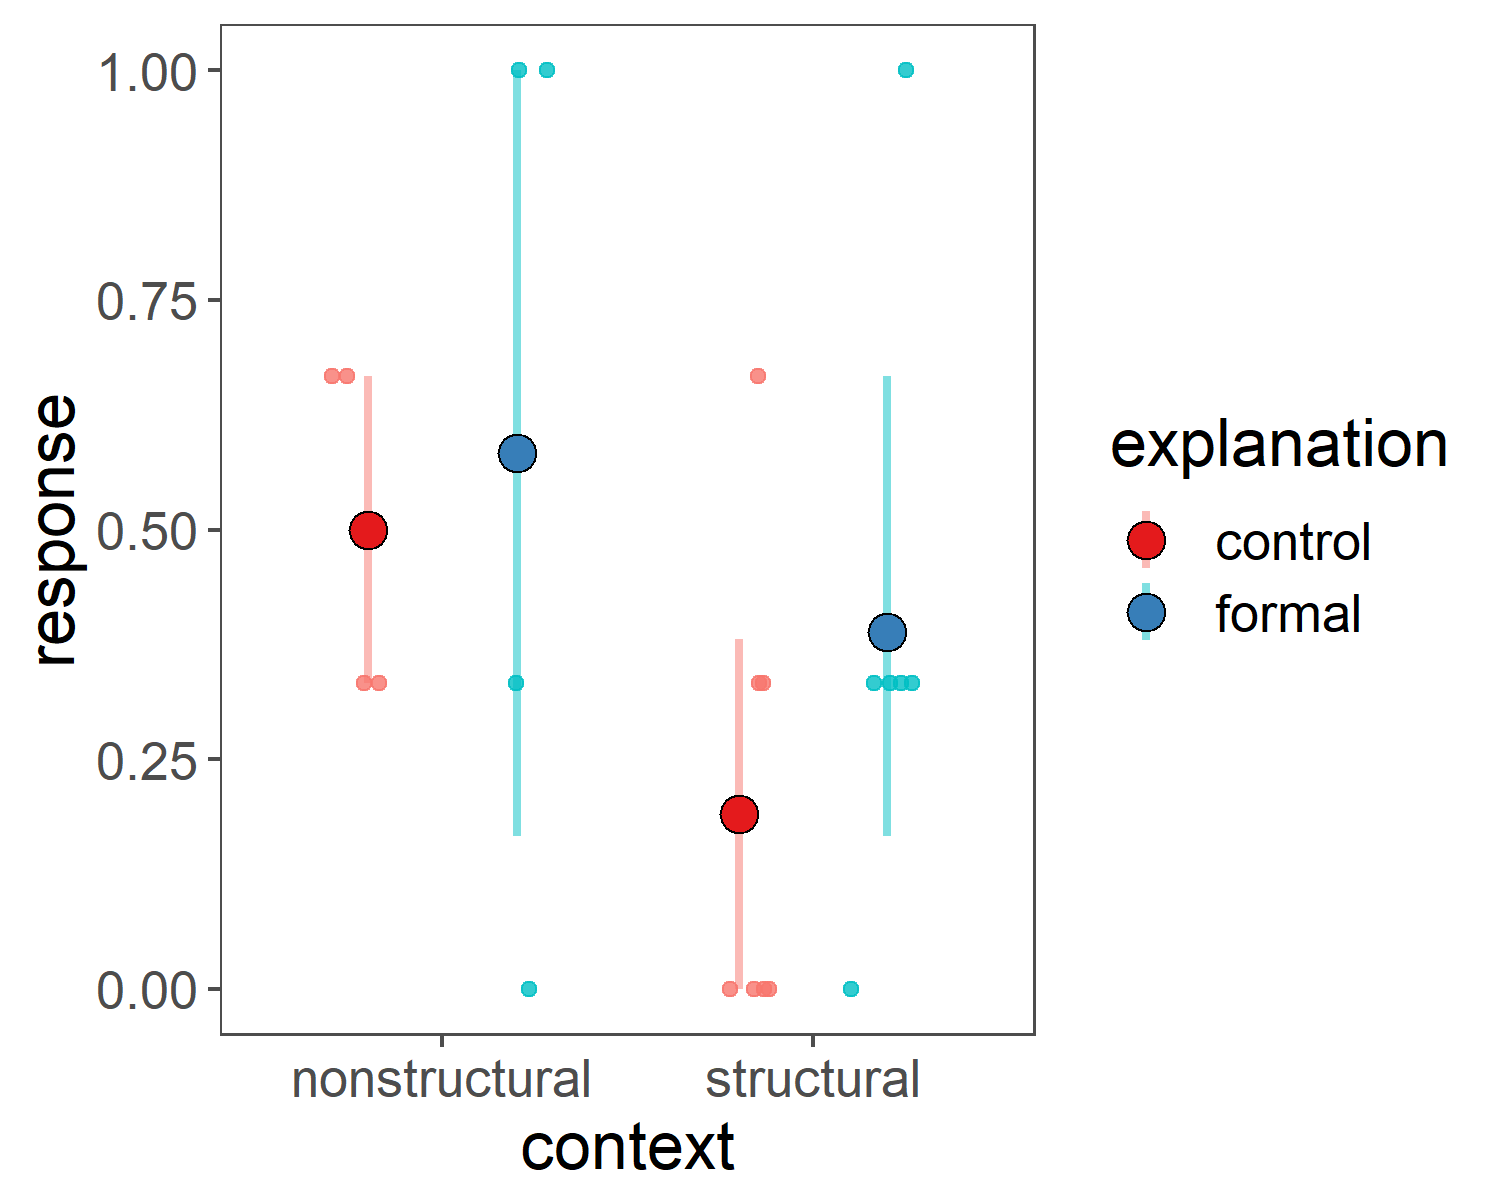 1.00
0.75
0.50
0.25
0.00
response
nonstructural
structural
context
explanation
control
formal